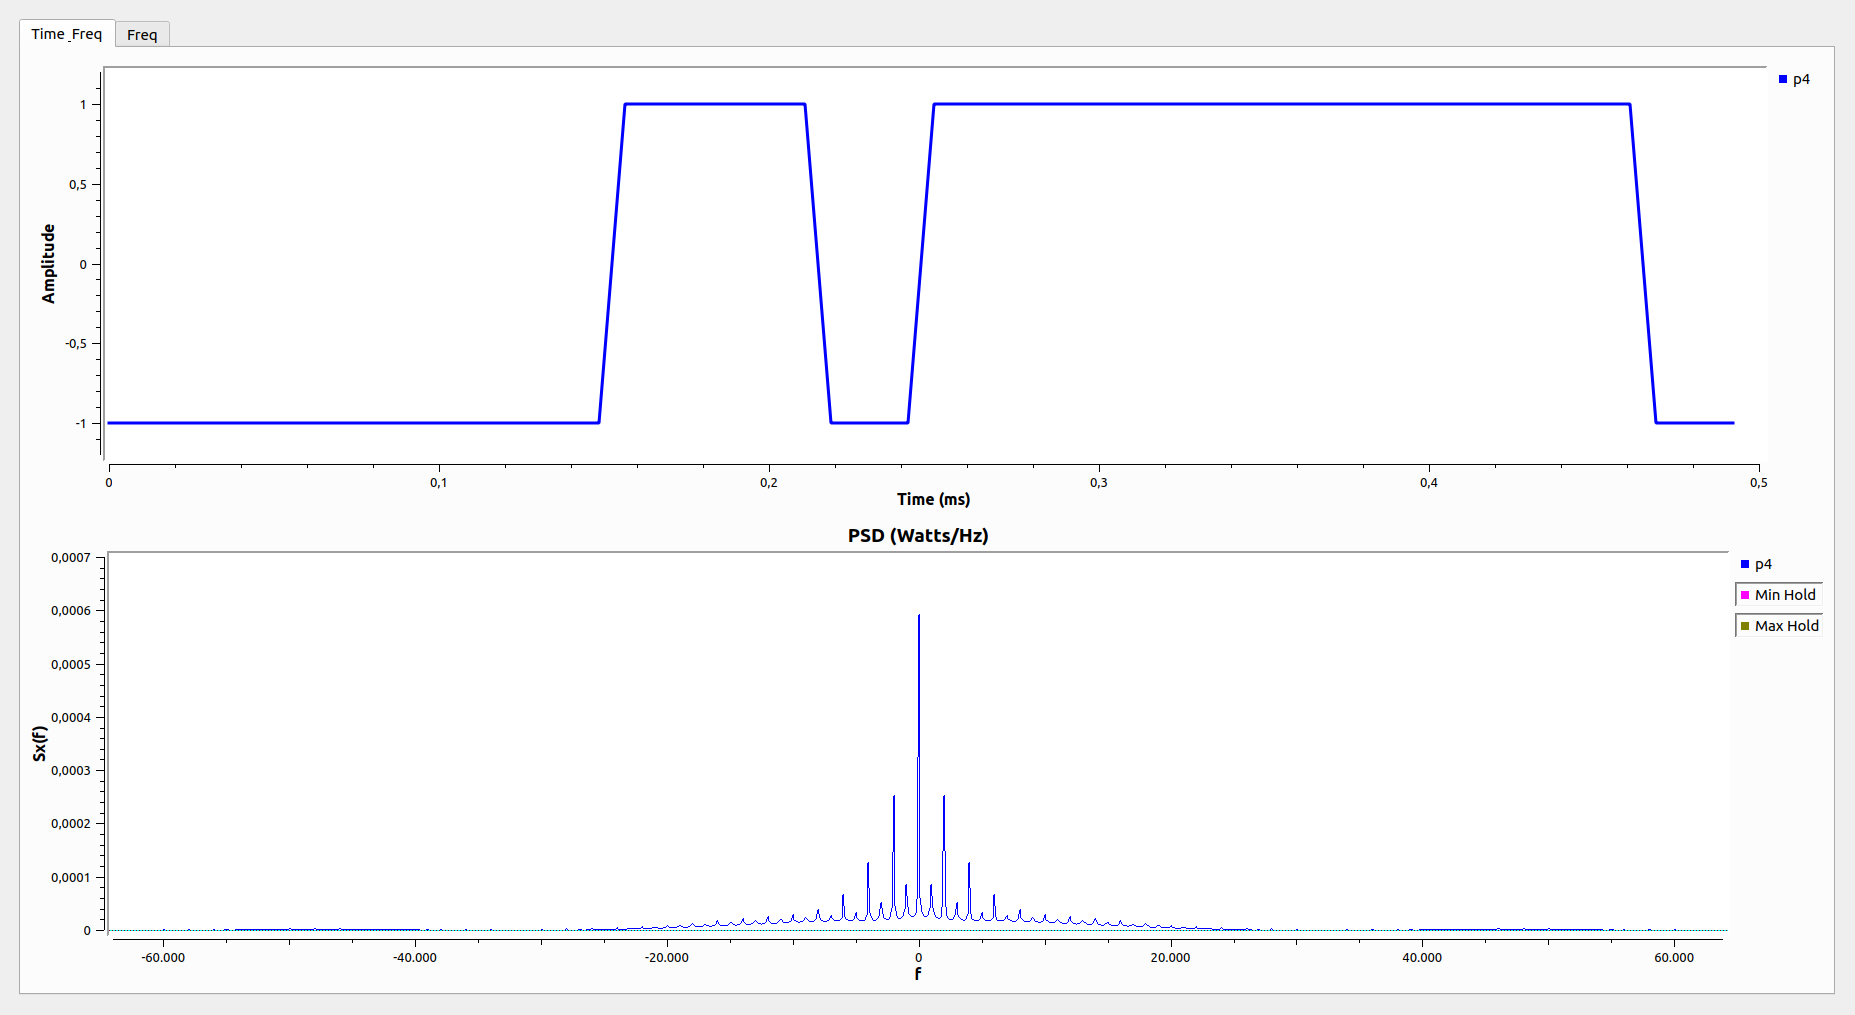 Time_Freq Freq
p4
1
0,5
0
-0,5
-1
Amplitude
0 0,1 0,2 0,3 0,4 0,5
Time (ms)
PSD (Watts/Hz)
p4
Min Hold
Max Hold
0,0007
0,0006
0,0005
0,0004
0,0003
0,0002
0,0001
0
Sx(f)
-60.000 -40.000 -20.000 0 20.000 40.000 60.000
f